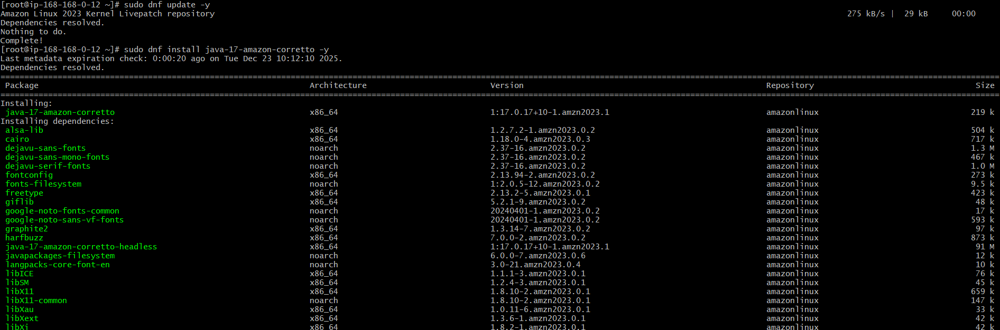 [root@ip-168-168-0-12 ~]# sudo dnf update -y
Amazon Linux 2023 Kernel Livepatch repository 275 kB/s | 29 kB 00:00
Dependencies resolved.
Nothing to do.
Complete!
[root@ip-168-168-0-12 ~]# sudo dnf install java-17-amazon-corretto -y
Last metadata expiration check: 0:00:20 ago on Tue Dec 23 10:12:10 2025.
Dependencies resolved.
Package Architecture Version Repository Size
Installing:
java-17-amazon-corretto x86_64 1:17.0.17+10-1.amzn2023.1 amazonlinux 219 k
Installing dependencies:
alsa-lib x86_64 1.2.7.2-1.amzn2023.0.2 amazonlinux 504 k
cairo x86_64 1.18.0-4.amzn2023.0.3 amazonlinux 717 k
dejavu-sans-fonts noarch 2.37-16.amzn2023.0.2 amazonlinux 1.3 M
dejavu-sans-mono-fonts noarch 2.37-16.amzn2023.0.2 amazonlinux 467 k
dejavu-serif-fonts noarch 2.37-16.amzn2023.0.2 amazonlinux 1.0 M
fontconfig x86_64 2.13.94-2.amzn2023.0.2 amazonlinux 273 k
fonts-filesystem noarch 1:2.0.5-12.amzn2023.0.2 amazonlinux 9.5 k
freetype x86_64 2.13.2-5.amzn2023.0.1 amazonlinux 423 k
giflib x86_64 5.2.1-9.amzn2023.0.2 amazonlinux 48 k
google-noto-fonts-common noarch 20240401-1.amzn2023.0.2 amazonlinux 17 k
google-noto-sans-vf-fonts noarch 20240401-1.amzn2023.0.2 amazonlinux 593 k
graphite2 x86_64 1.3.14-7.amzn2023.0.2 amazonlinux 97 k
harfbuzz x86_64 7.0.0-2.amzn2023.0.2 amazonlinux 873 k
java-17-amazon-corretto-headless x86_64 1:17.0.17+10-1.amzn2023.1 amazonlinux 91 M
javapackages-filesystem noarch 6.0.0-7.amzn2023.0.6 amazonlinux 12 k
langpacks-core-font-en noarch 3.0-21.amzn2023.0.4 amazonlinux 10 k
libICE x86_64 1.1.1-3.amzn2023.0.1 amazonlinux 76 k
libSM x86_64 1.2.4-3.amzn2023.0.1 amazonlinux 45 k
libX11 x86_64 1.8.10-2.amzn2023.0.1 amazonlinux 659 k
libX11-common noarch 1.8.10-2.amzn2023.0.1 amazonlinux 147 k
libXau x86_64 1.0.11-6.amzn2023.0.1 amazonlinux 33 k
libXext x86_64 1.3.6-1.amzn2023.0.1 amazonlinux 42 k
libXi x86_64 1.8.2-1.amzn2023.0.1 amazonlinux 42 k